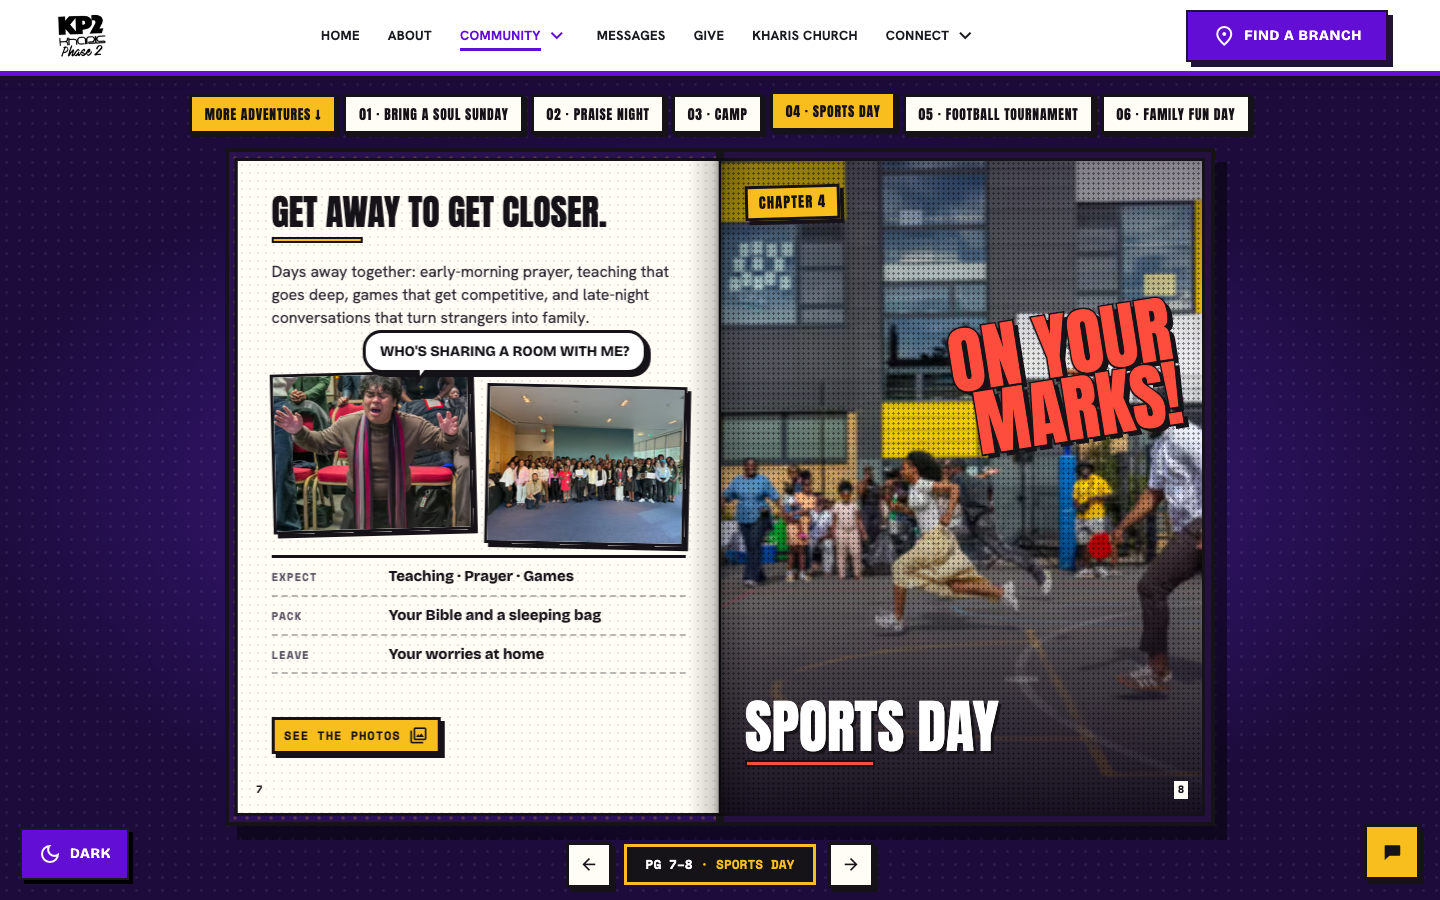 KP2
KHARIS
Phase 2
HOME
ABOUT
COMMUNITY
MESSAGES
GIVE
KHARIS CHURCH
CONNECT
FIND A BRANCH
MORE ADVENTURES ↓
01 · BRING A SOUL SUNDAY
02 · PRAISE NIGHT
03 · CAMP
04 · SPORTS DAY
05 · FOOTBALL TOURNAMENT
06 · FAMILY FUN DAY
GET AWAY TO GET CLOSER.
Days away together: early-morning prayer, teaching that
goes deep, games that get competitive, and late-night
conversations that turn strangers into family.
WHO'S SHARING A ROOM WITH ME?
EXPECT Teaching · Prayer · Games
PACK Your Bible and a sleeping bag
LEAVE Your worries at home
SEE THE PHOTOS
7
CHAPTER 4
ON YOUR
MARKS!
SPORTS DAY
8
DARK
PG 7–8 · SPORTS DAY